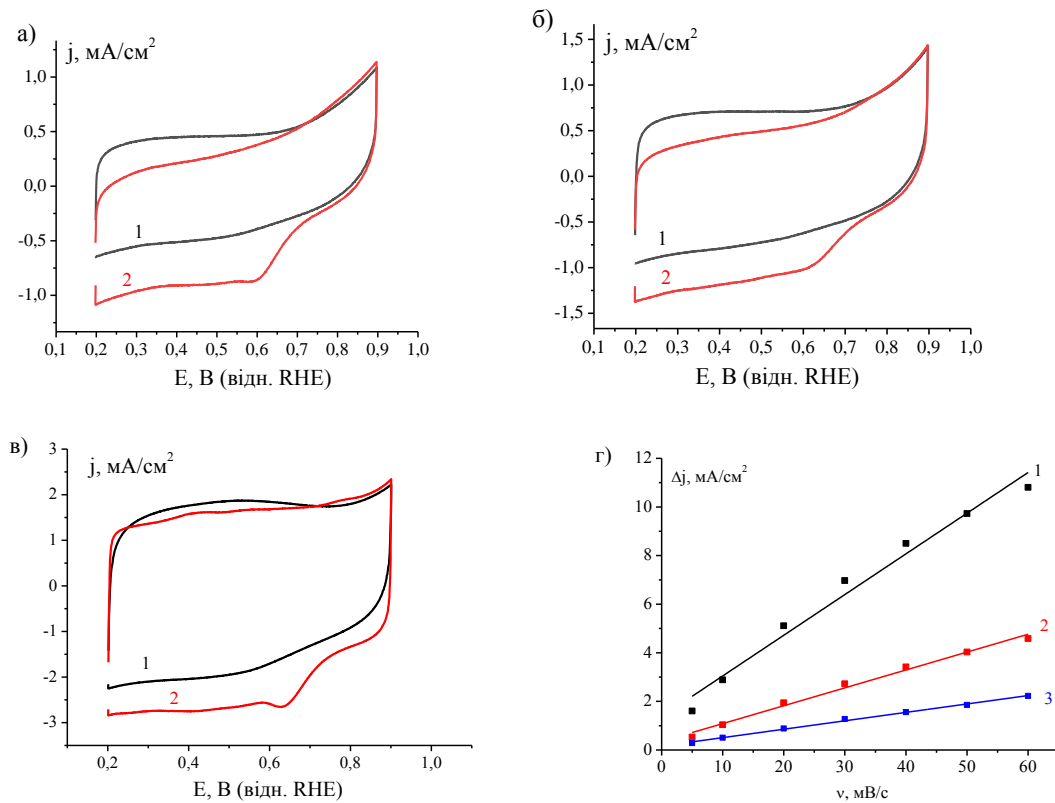 а)
j, мА/см²
1,0
0,5
0,0
-0,5
-1,0
1
2
0,1 0,2 0,3 0,4 0,5 0,6 0,7 0,8 0,9 1,0
E, В (відн. RHE)
б)
j, мА/см²
1,5
1,0
0,5
0,0
-0,5
-1,0
-1,5
1
2
0,1 0,2 0,3 0,4 0,5 0,6 0,7 0,8 0,9 1,0
E, В (відн. RHE)
в)
j, мА/см²
3
2
1
0
-1
-2
-3
1
2
0,2 0,4 0,6 0,8 1,0
E, В (відн. RHE)
г)
Δj, мА/см²
12
10
8
6
4
2
0
1
2
3
0 10 20 30 40 50 60
ν, мВ/с